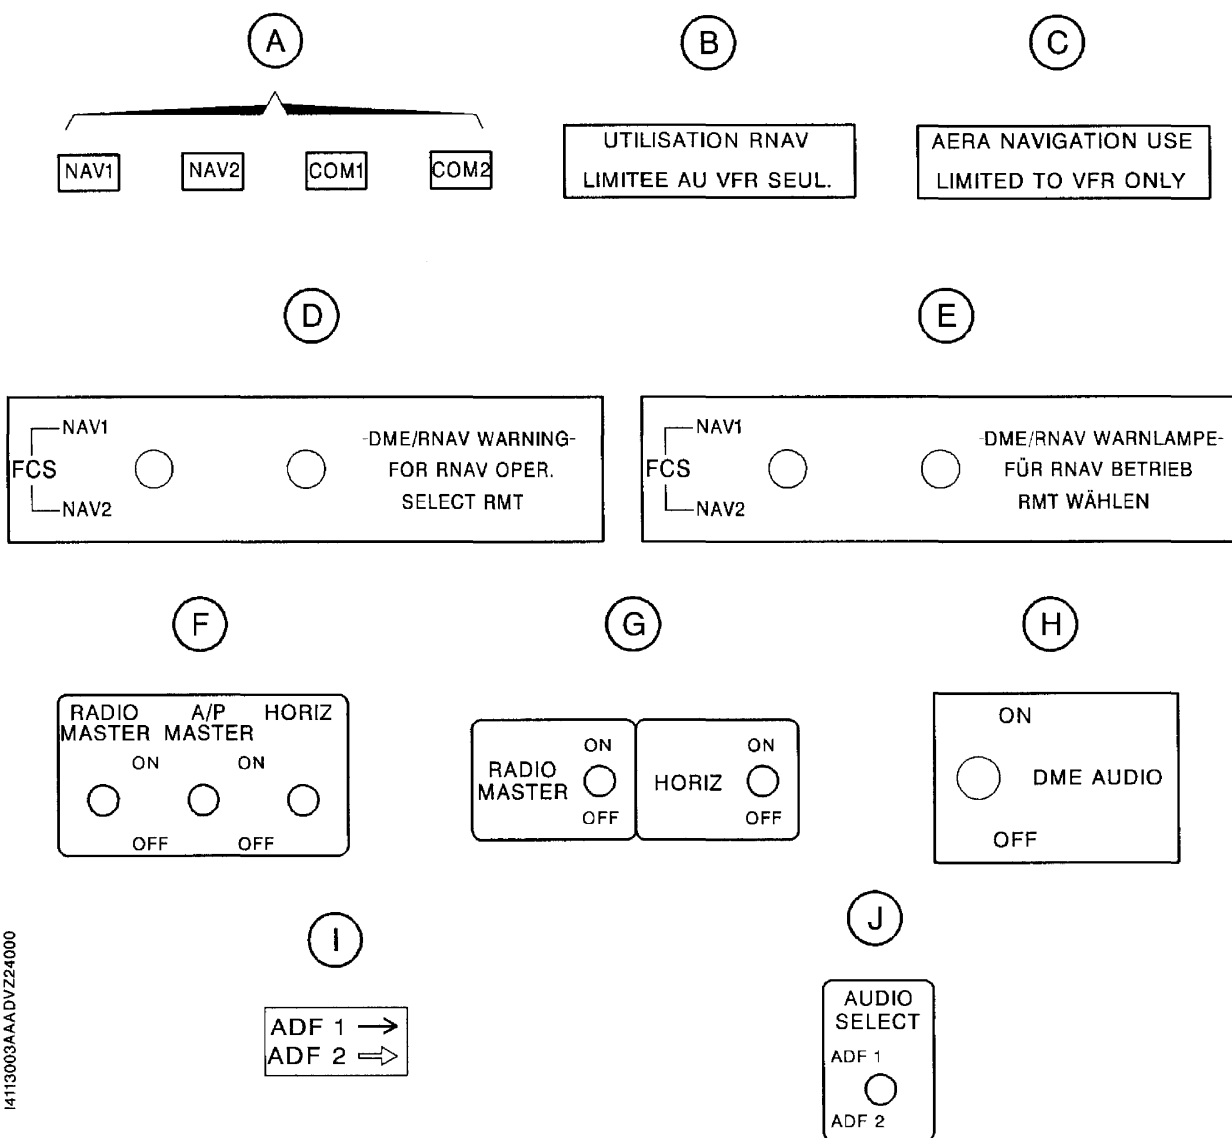 A
NAV1 NAV2 COM1 COM2
B
UTILISATION RNAV
LIMITEE AU VFR SEUL.
C
AERA NAVIGATION USE
LIMITED TO VFR ONLY
D
NAV1
FCS
NAV2
-DME/RNAV WARNING-
FOR RNAV OPER.
SELECT RMT
E
NAV1
FCS
NAV2
-DME/RNAV WARNLAMPE-
FÜR RNAV BETRIEB
RMT WÄHLEN
F
RADIO MASTER
A/P MASTER
HORIZ
ON ON
OFF OFF
G
RADIO
MASTER
ON
OFF
HORIZ
ON
OFF
H
ON
DME AUDIO
OFF
I
ADF 1 →
ADF 2 ⇒
J
AUDIO
SELECT
ADF 1
ADF 2
I4113003AAADVZ24000